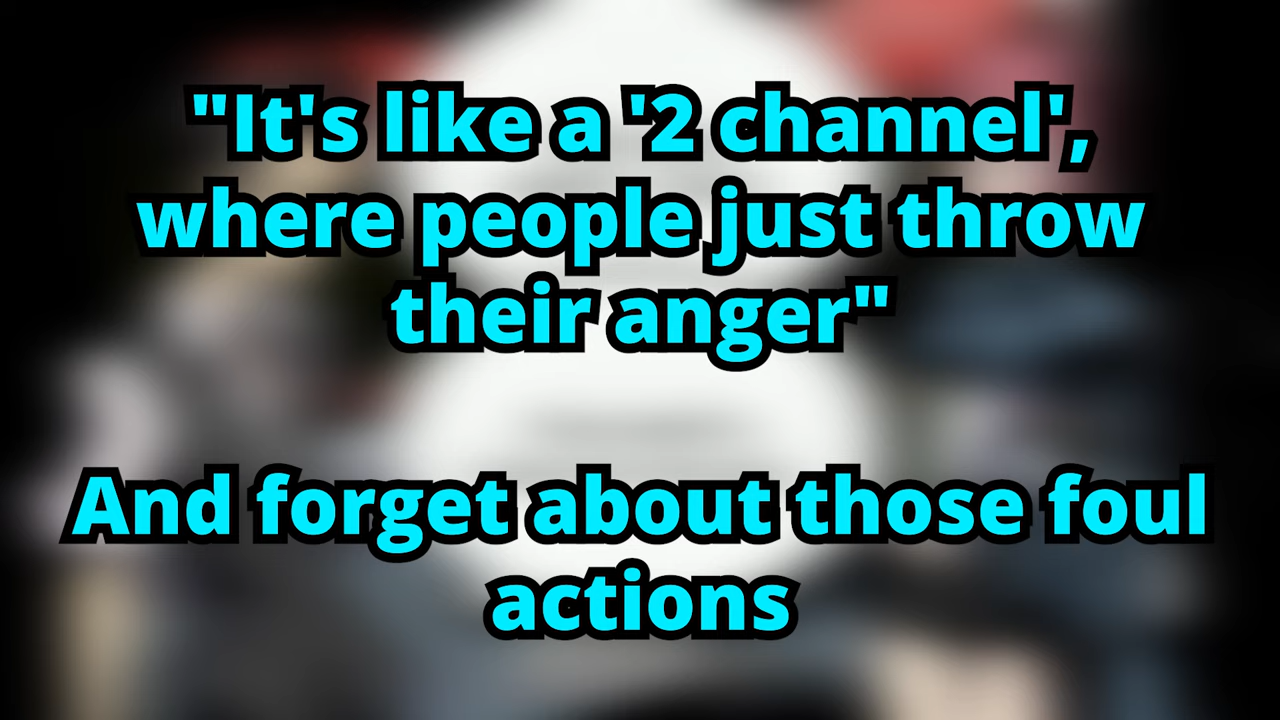 "It's like a '2 channel',
where people just throw
their anger"
And forget about those foul
actions